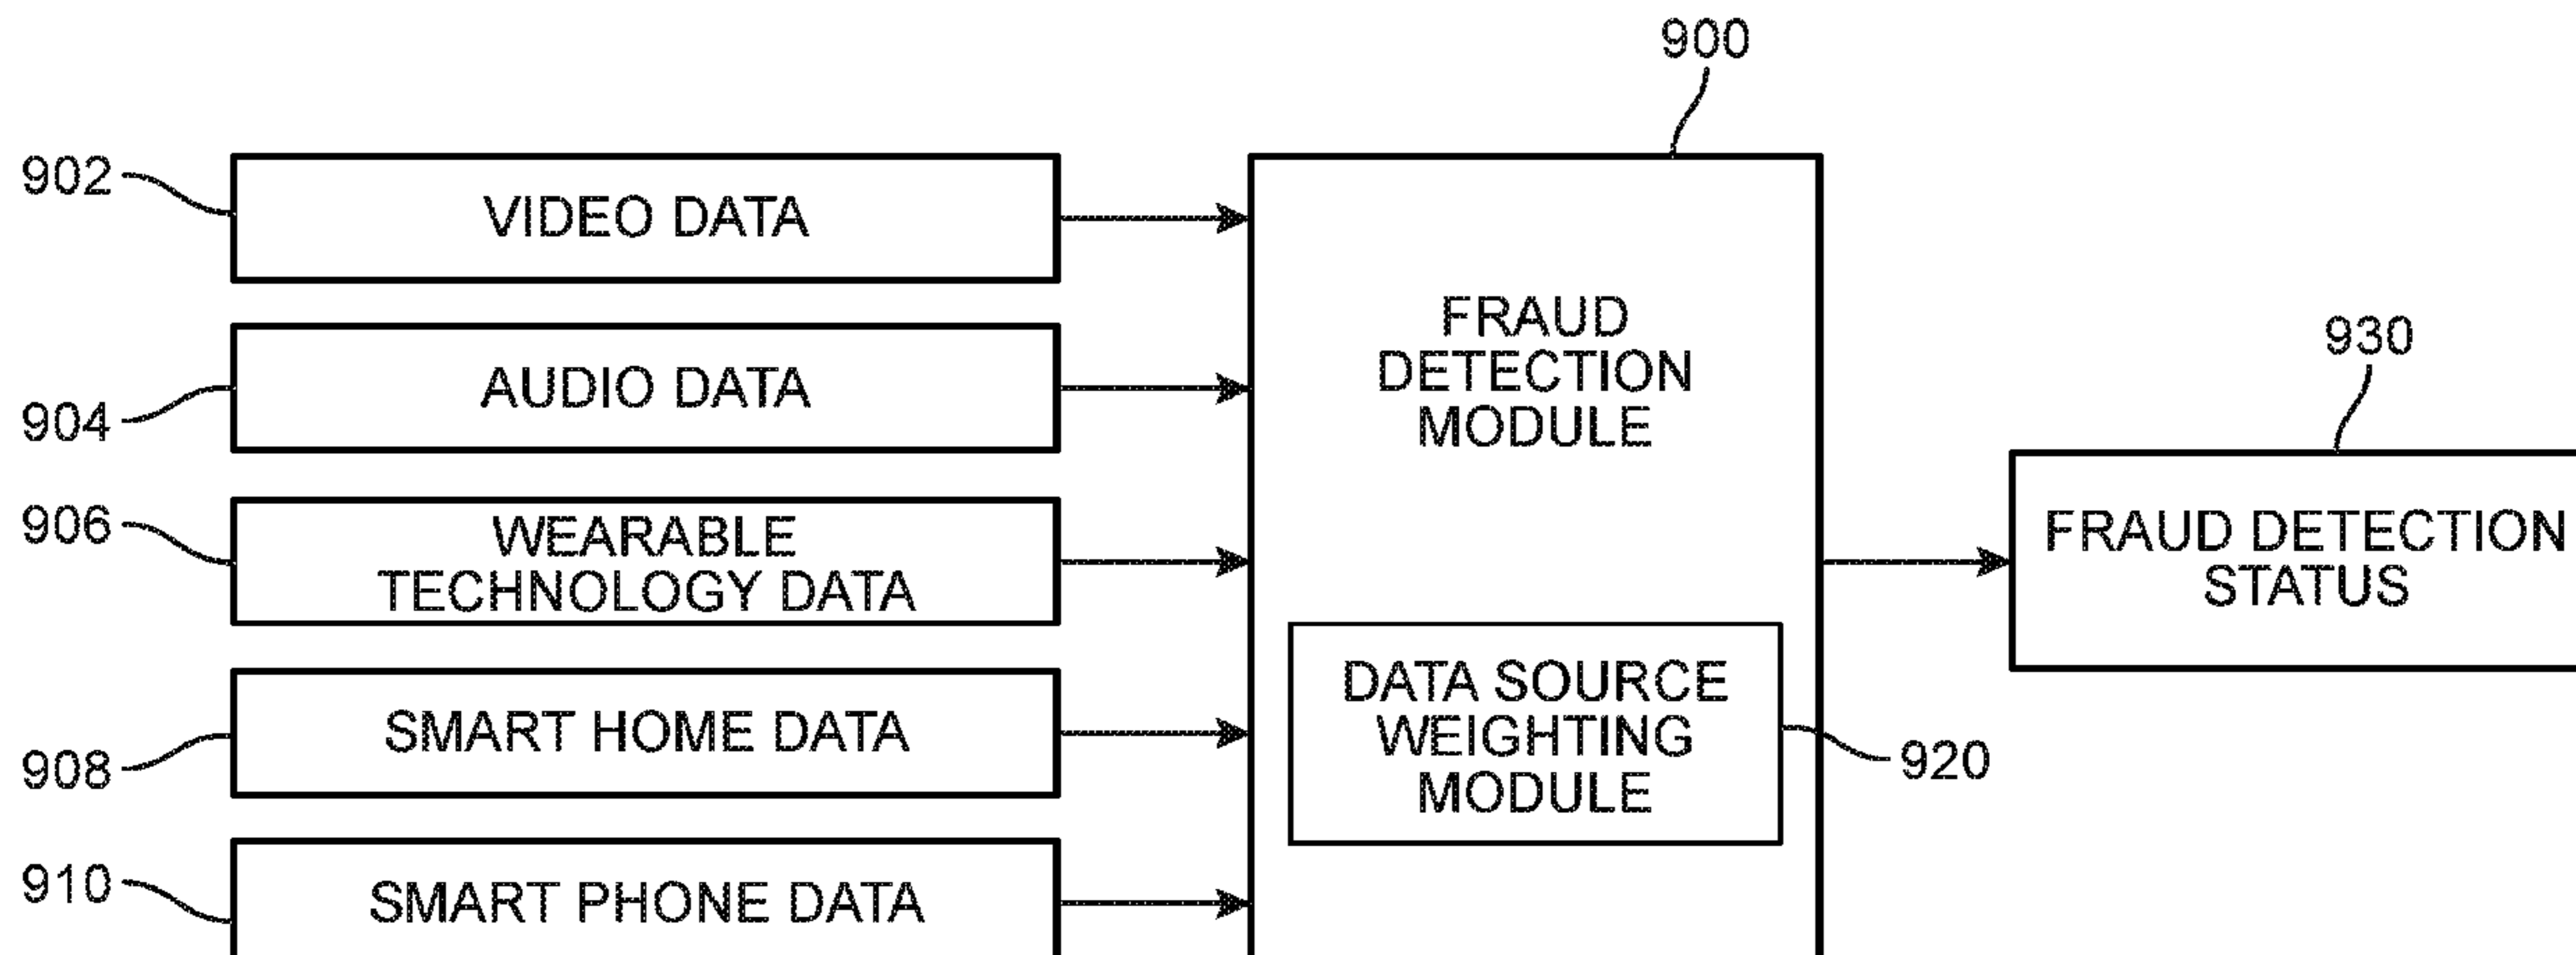 900
902
VIDEO DATA
904
AUDIO DATA
906
WEARABLE
TECHNOLOGY DATA
908
SMART HOME DATA
910
SMART PHONE DATA
FRAUD
DETECTION
MODULE
DATA SOURCE
WEIGHTING
MODULE
920
930
FRAUD DETECTION
STATUS